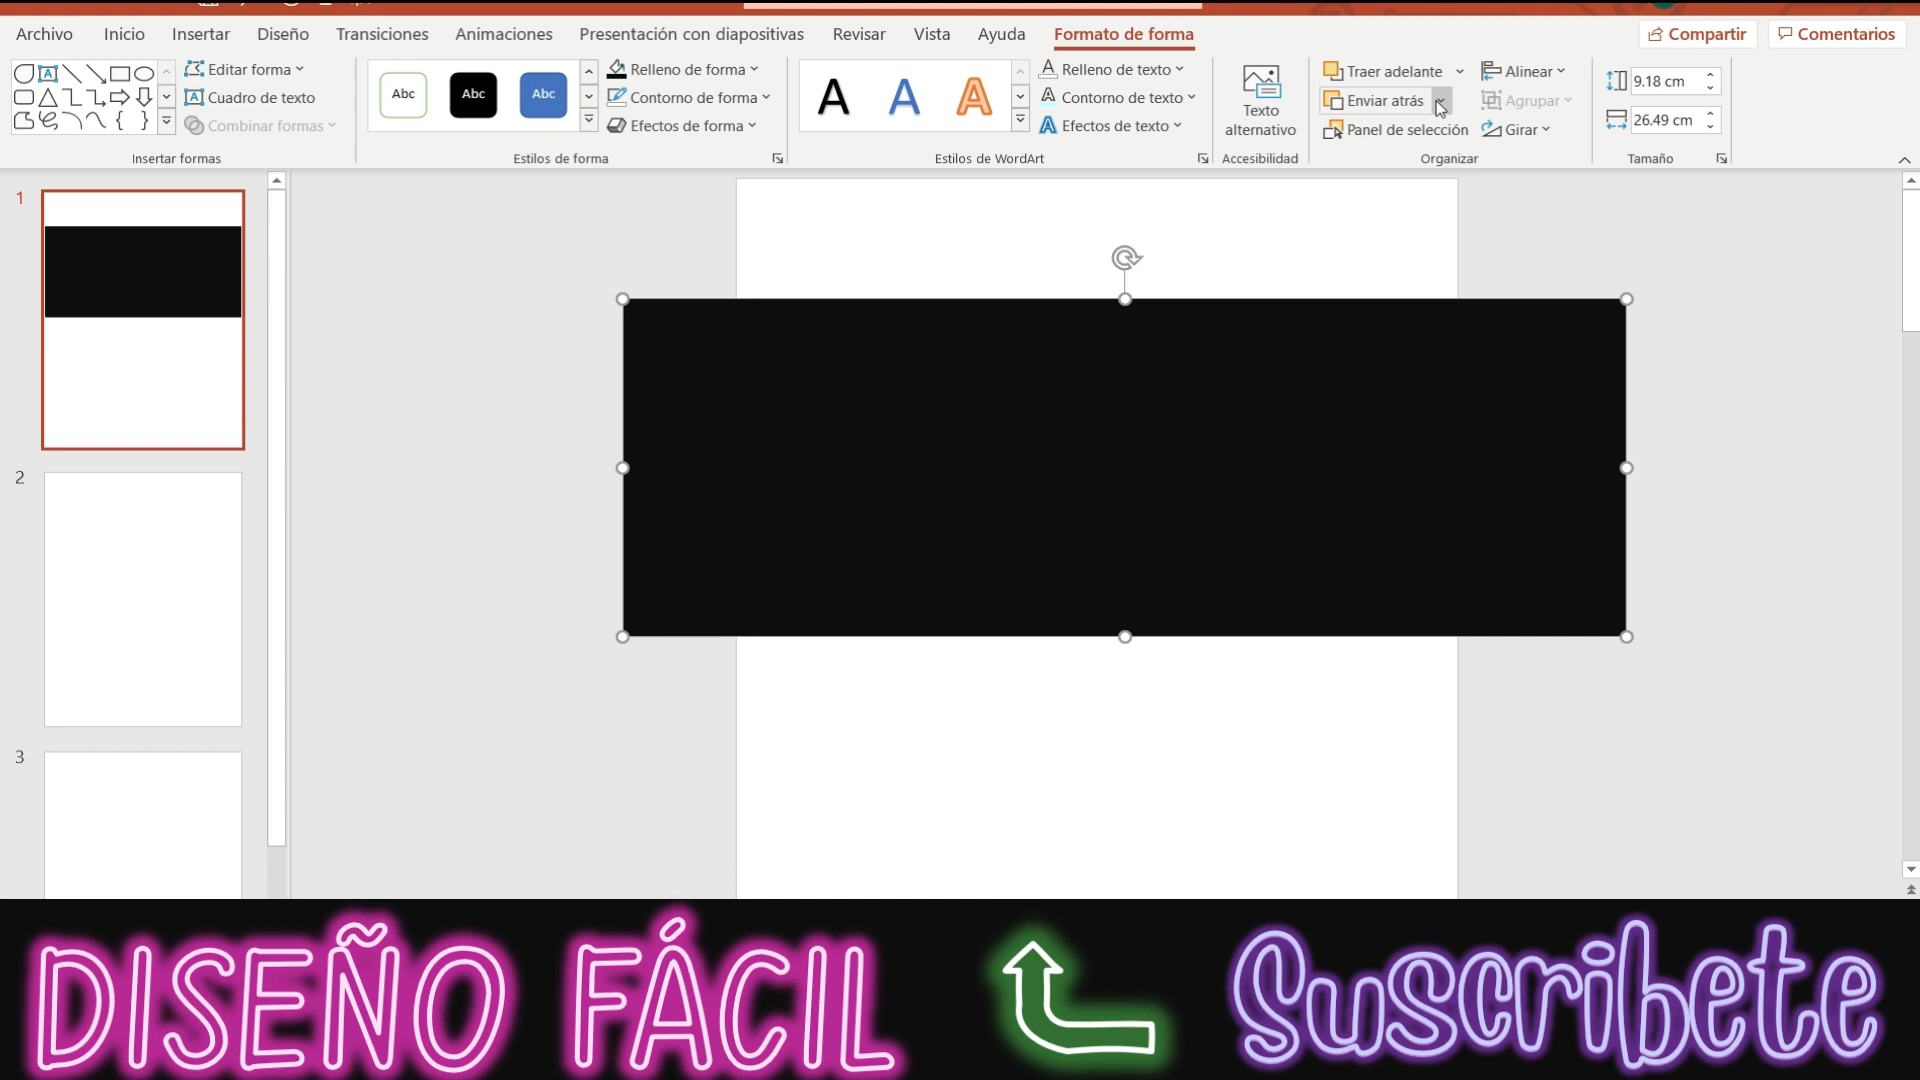 Archivo Inicio Insertar Diseño Transiciones Animaciones Presentación con diapositivas Revisar Vista Ayuda Formato de forma Compartir Comentarios
Editar forma
Cuadro de texto
Combinar formas
Insertar formas
Abc Abc Abc
Relleno de forma
Contorno de forma
Efectos de forma
Estilos de forma
A A A
Relleno de texto
Contorno de texto
Efectos de texto
Estilos de WordArt
Texto
alternativo
Accesibilidad
Traer adelante
Enviar atrás
Panel de selección
Alinear
Agrupar
Girar
Organizar
9.18 cm
26.49 cm
Tamaño
1
2
3
DISEÑO FÁCIL Suscribete